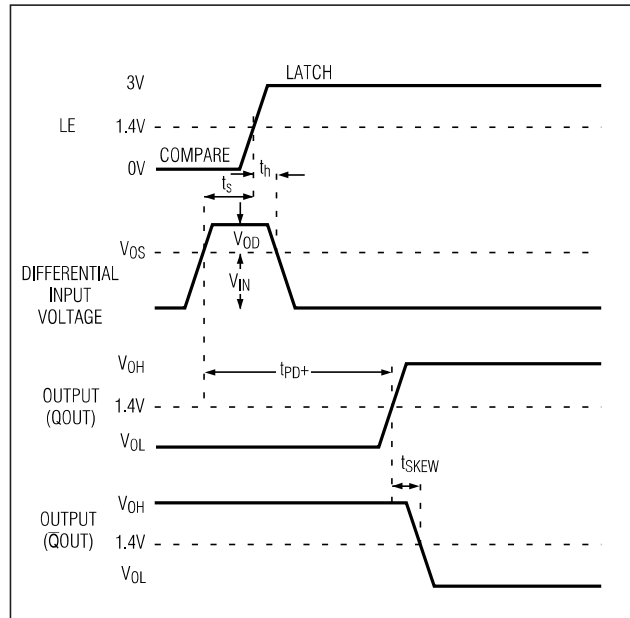 3V
LATCH
LE
1.4V
COMPARE
0V
th
ts
VOD
VOS
VIN
DIFFERENTIAL
INPUT
VOLTAGE
VOH
tPD+
OUTPUT
(QOUT)
1.4V
VOL
tSKEW
VOH
OUTPUT
(Q̅OUT)
1.4V
VOL